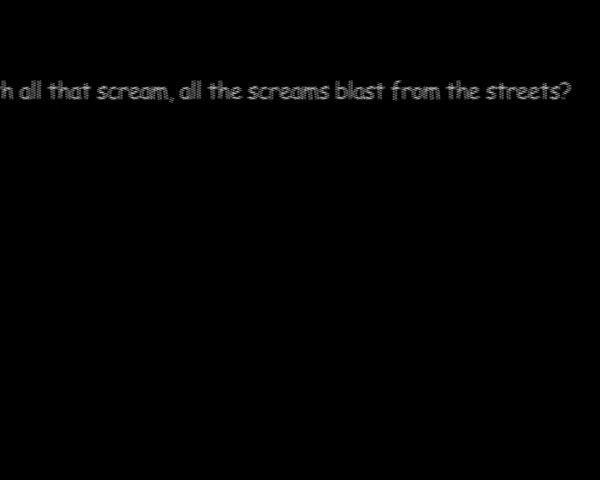 h all that scream, all the screams blast from the streets?